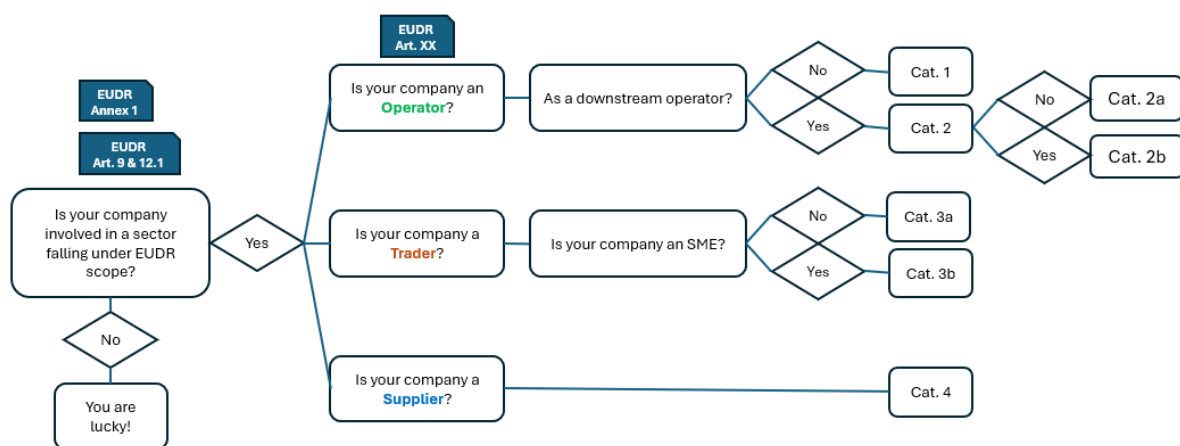 EUDR
Art. XX
EUDR
Annex 1
EUDR
Art. 9 & 12.1
Is your company
involved in a sector
falling under EUDR
scope?
Yes
No
You are
lucky!
Is your company an
Operator?
As a downstream operator?
No
Cat. 1
Yes
Cat. 2
No
Cat. 2a
Yes
Cat. 2b
Is your company a
Trader?
Is your company an SME?
No
Cat. 3a
Yes
Cat. 3b
Is your company a
Supplier?
Cat. 4